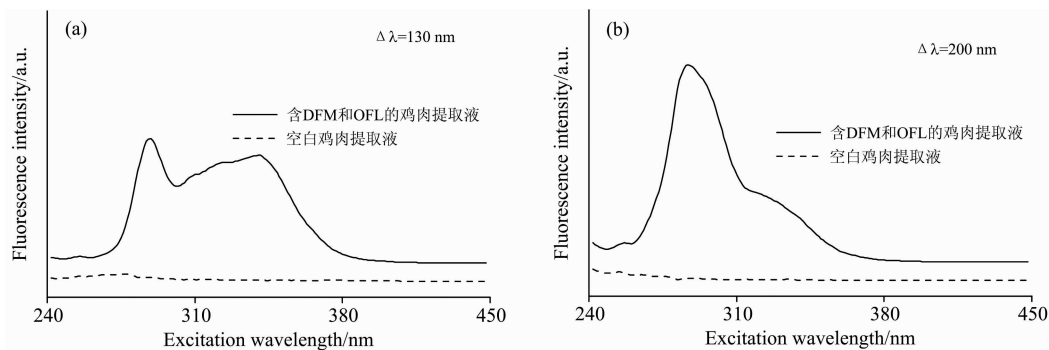 (a)
Δ λ=130 nm
含DFM和OFL的鸡肉提取液
空白鸡肉提取液
Fluorescence intensity/a.u.
240 310 380 450
Excitation wavelength/nm
(b)
Δ λ=200 nm
含DFM和OFL的鸡肉提取液
空白鸡肉提取液
Fluorescence intensity/a.u.
240 310 380 450
Excitation wavelength/nm